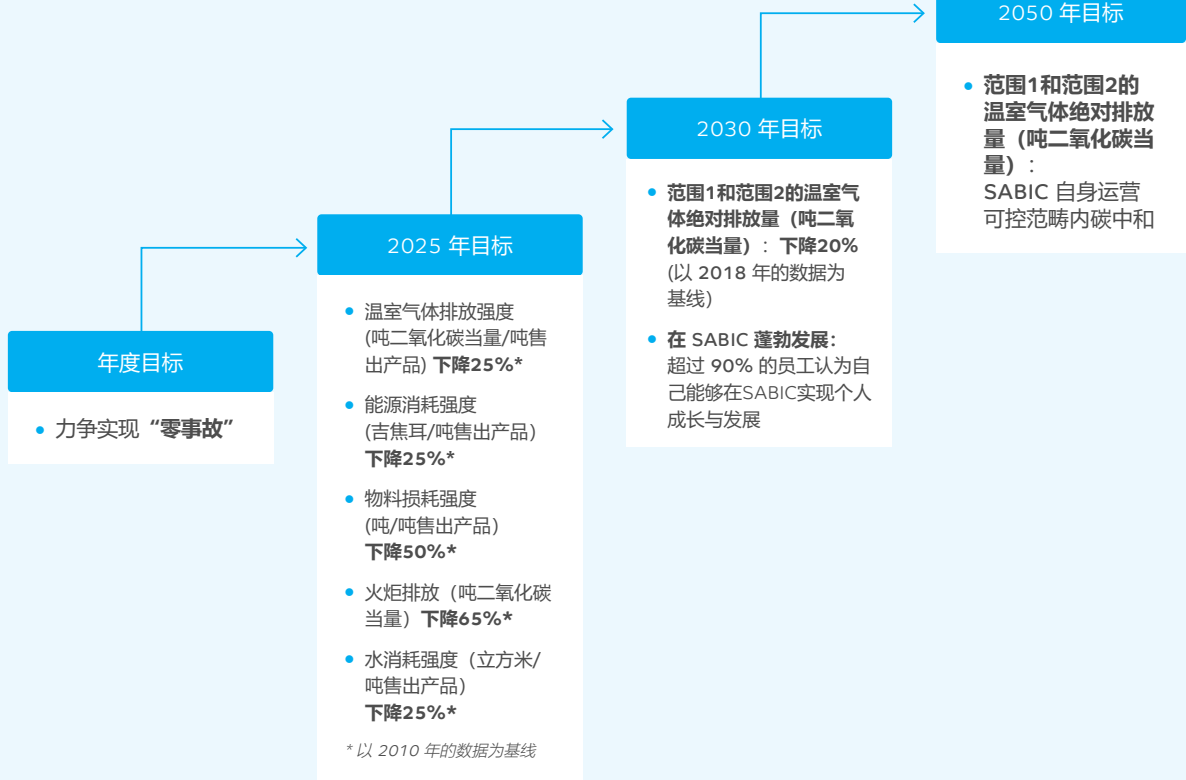 年度目标
• 力争实现“零事故”
2025 年目标
• 温室气体排放强度
(吨二氧化碳当量/吨售
出产品) 下降25%*
• 能源消耗强度
(吉焦耳/吨售出产品)
下降25%*
• 物料损耗强度
(吨/吨售出产品)
下降50%*
• 火炬排放（吨二氧化碳
当量）下降65%*
• 水消耗强度（立方米/
吨售出产品)
下降25%*
* 以 2010 年的数据为基线
2030 年目标
• 范围1和范围2的温室气
体绝对排放量（吨二氧
化碳当量）：下降20%
(以 2018 年的数据为
基线)
• 在 SABIC 蓬勃发展：
超过 90% 的员工认为自
己能够在SABIC实现个人
成长与发展
2050 年目标
• 范围1和范围2的
温室气体绝对排放
量（吨二氧化碳当
量）：
SABIC 自身运营
可控范畴内碳中和